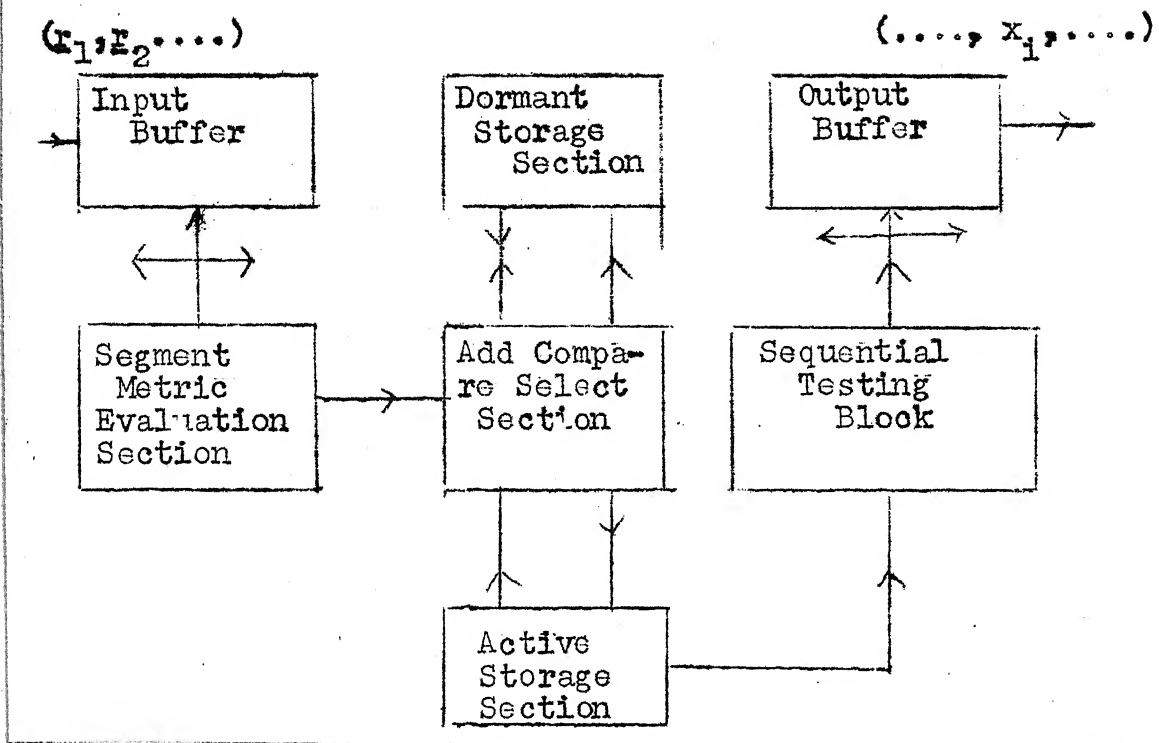 (r1,r2....)
(...., xi,....)
Input
Buffer
Dormant
Storage
Section
Output
Buffer
Segment
Metric
Evaluation
Section
Add Compa-
re Select
Section
Sequential
Testing
Block
Active
Storage
Section